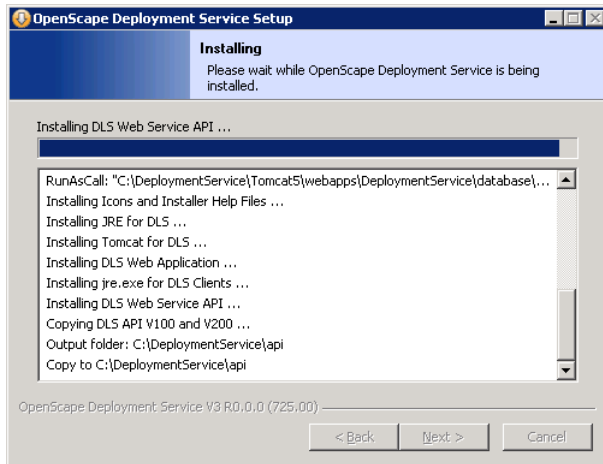 OpenScape Deployment Service Setup
Installing
Please wait while OpenScape Deployment Service is being
installed.
Installing DLS Web Service API ...
RunAsCall: "C:\DeploymentService\Tomcat5\webapps\DeploymentService\database\...
Installing Icons and Installer Help Files ...
Installing JRE for DLS ...
Installing Tomcat for DLS ...
Installing DLS Web Application ...
Installing jre.exe for DLS Clients ...
Installing DLS Web Service API ...
Copying DLS API V100 and V200 ...
Output folder: C:\DeploymentService\api
Copy to C:\DeploymentService\api
OpenScape Deployment Service V3 R0.0.0 (725.00)
< Back Next > Cancel